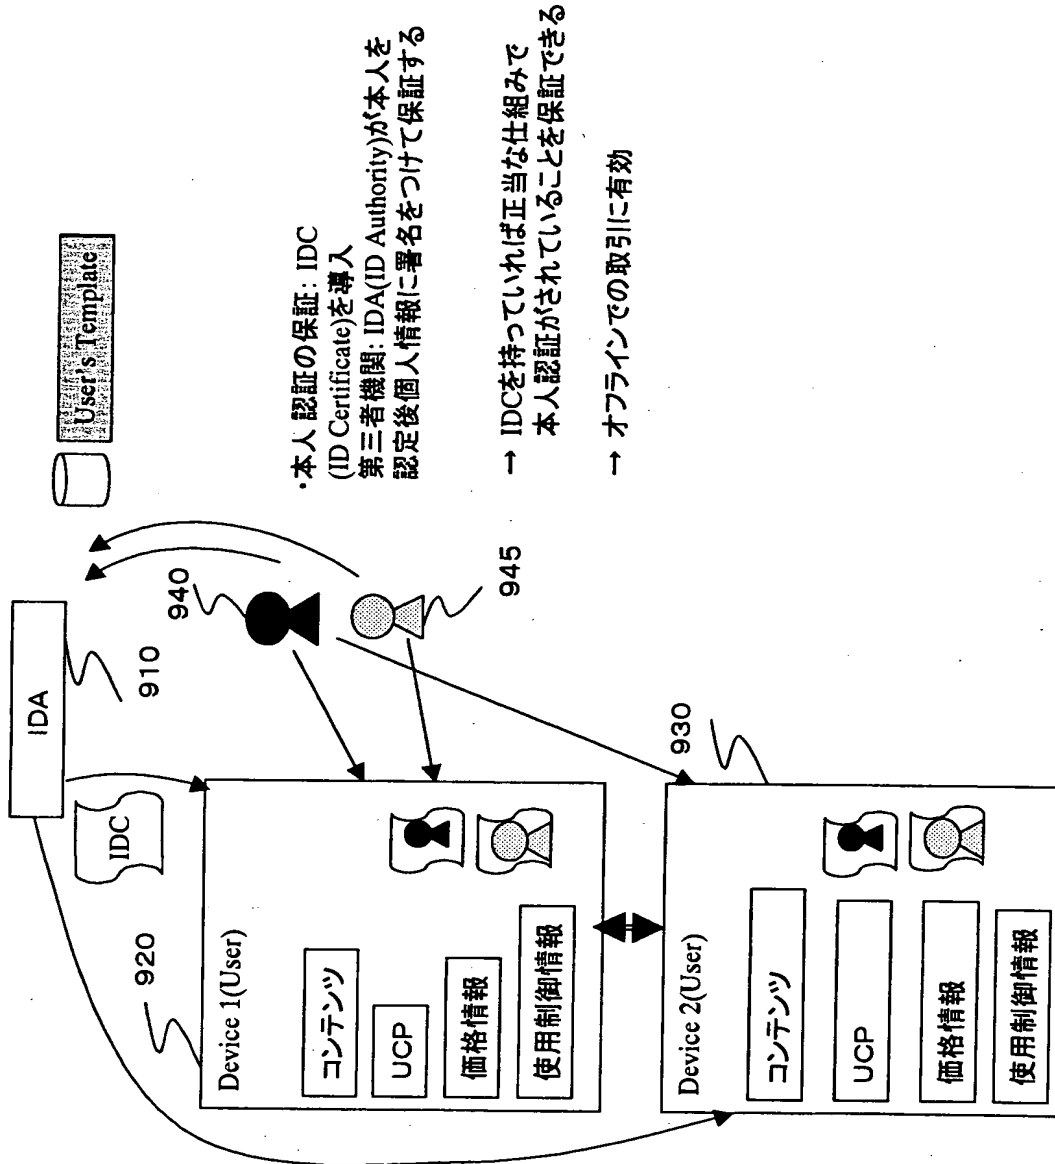 IDA
910
User's Template
IDC
940
945
920
Device 1(User)
コンテンツ
UCP
価格情報
使用制御情報
930
Device 2(User)
コンテンツ
UCP
価格情報
使用制御情報
・本人認証の保証: IDC
(ID Certificate)を導入
第三者機関: IDA(ID Authority)が本人を
認定後個人情報に署名をつけて保証する
→ IDCを持っていれば正当な仕組みで
本人認証がされていることを保証できる
→ オフラインでの取引に有効